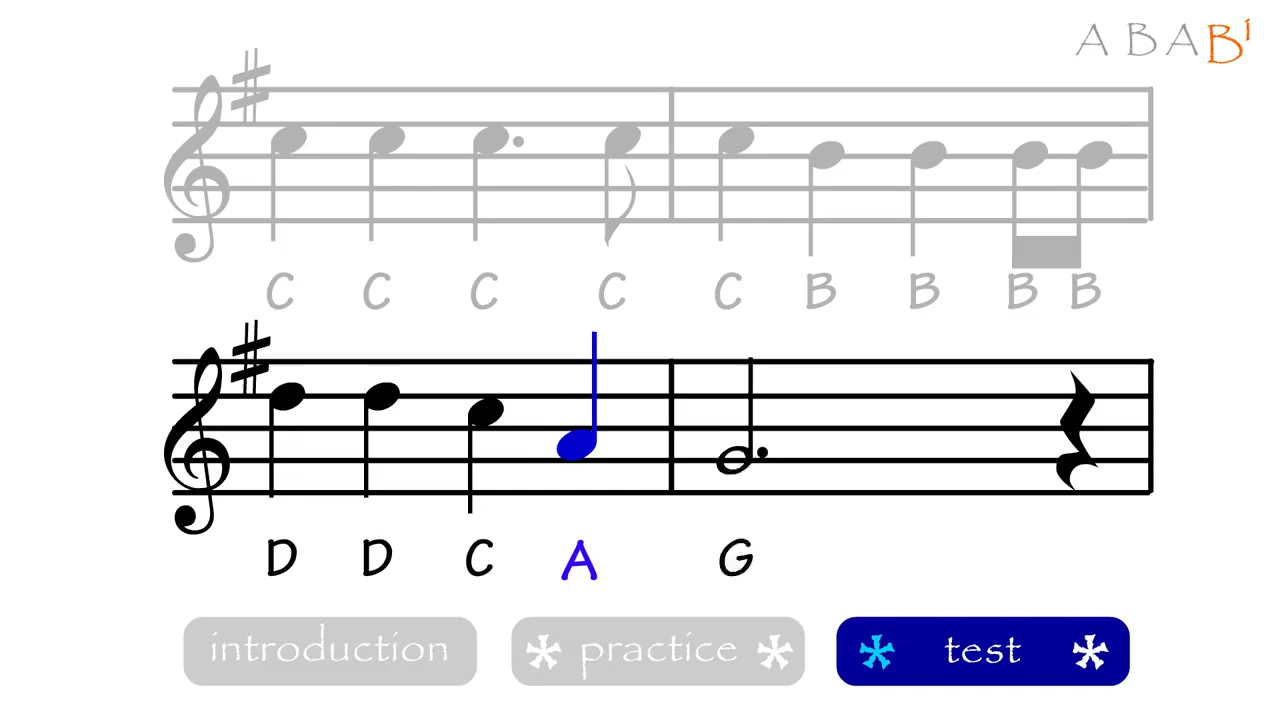 A B A B¹
C C C C C B B B B
D D C A G
introduction * practice * * test *